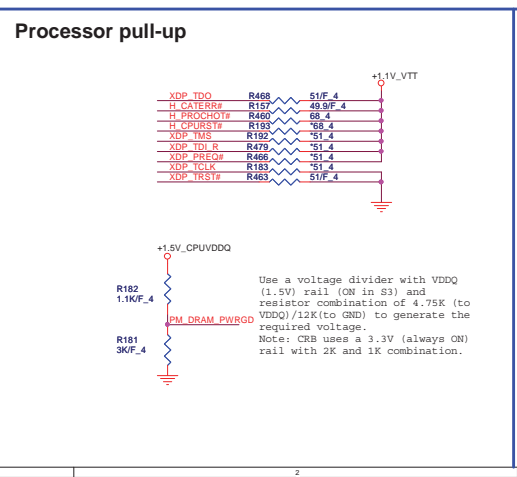 Processor pull-up
+1.1V_VTT
XDP_TDO R468 51/F_4
H_CATERR# R157 49.9/F_4
H_PROCHOT# R460 68_4
H_CPURST# R193 *68_4
XDP_TMS R192 *51_4
XDP_TDI_R R479 *51_4
XDP_PREQ# R466 *51_4
XDP_TCLK R183 *51_4
XDP_TRST# R463 51/F_4
+1.5V_CPUVDDQ
R182
1.1K/F_4
PM_DRAM_PWRGD
R181
3K/F_4
Use a voltage divider with VDDQ
(1.5V) rail (ON in S3) and
resistor combination of 4.75K (to
VDDQ)/12K(to GND) to generate the
required voltage.
Note: CRB uses a 3.3V (always ON)
rail with 2K and 1K combination.
2